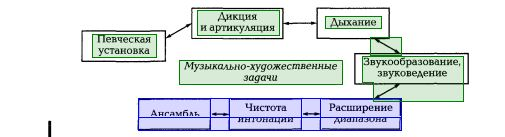 Дикция
и артикуляция
Дыхание
Певческая
установка
Музыкально-художественные
задачи
Звукообразование,
звуковедение
Ансамбль
Чистота
интонации
Расширение
диапазона